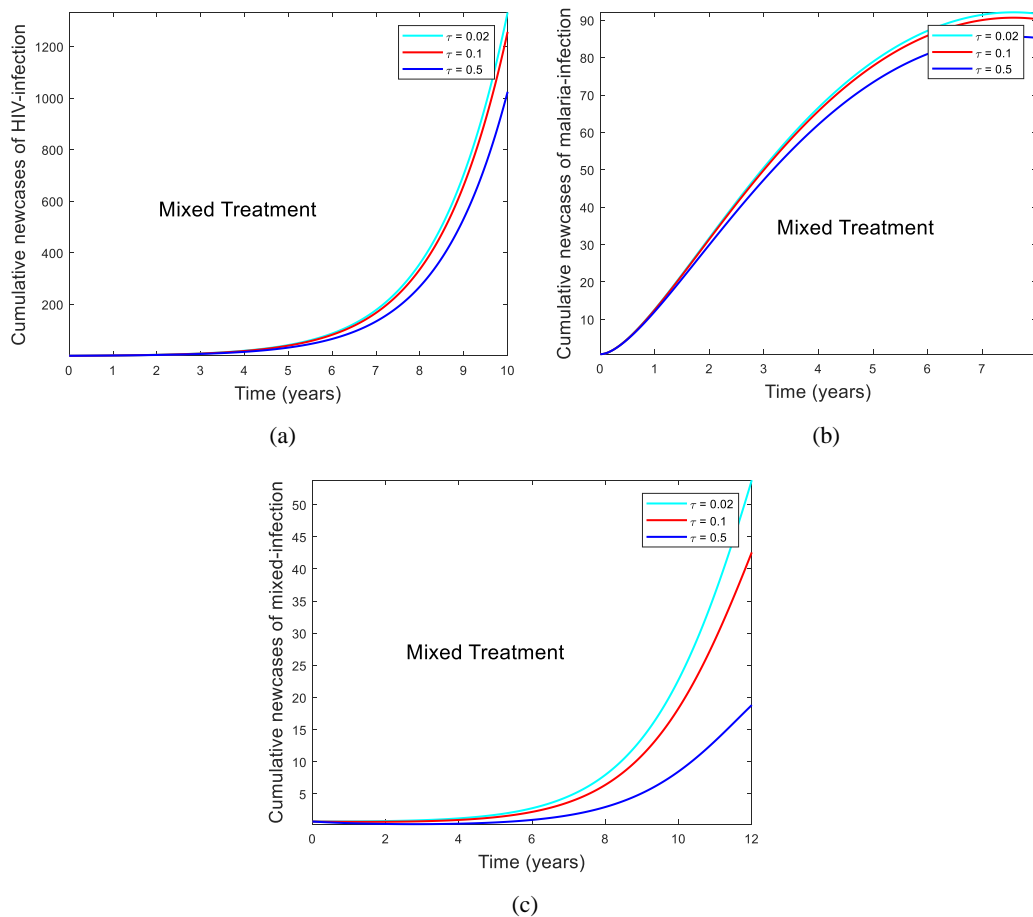 Cumulative newcases of HIV-infection
1200
1000
800
600
400
200
0 1 2 3 4 5 6 7 8 9 10
Time (years)
Mixed Treatment
τ = 0.02
τ = 0.1
τ = 0.5
(a)
Cumulative newcases of malaria-infection
90
80
70
60
50
40
30
20
10
0 1 2 3 4 5 6 7
Time (years)
Mixed Treatment
τ = 0.02
τ = 0.1
τ = 0.5
(b)
Cumulative newcases of mixed-infection
50
45
40
35
30
25
20
15
10
5
0 2 4 6 8 10 12
Time (years)
Mixed Treatment
τ = 0.02
τ = 0.1
τ = 0.5
(c)